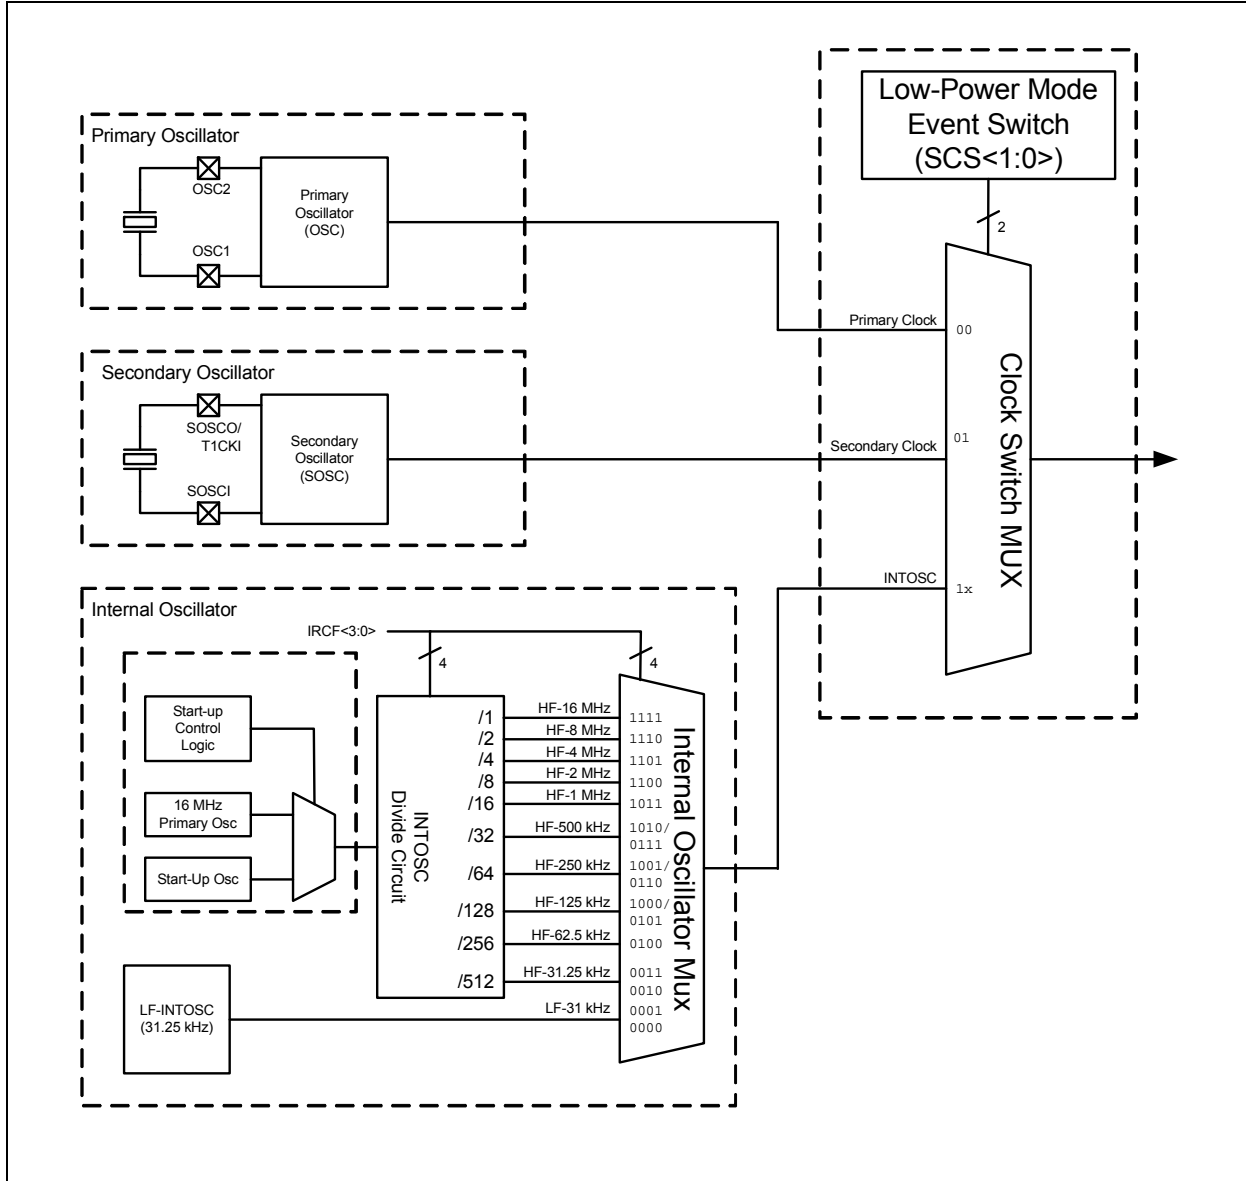 Low-Power Mode
Event Switch
(SCS<1:0>)
2
Primary Oscillator
OSC2
OSC1
Primary
Oscillator
(OSC)
Primary Clock
00
Secondary Oscillator
SOSCO/
T1CKI
SOSCI
Secondary
Oscillator
(SOSC)
Secondary Clock
01
INTOSC
1x
Clock Switch MUX
Internal Oscillator
IRCF<3:0>
4
4
Start-up
Control
Logic
16 MHz
Primary Osc
Start-Up Osc
INTOSC
Divide Circuit
/1
HF-16 MHz
1111
/2
HF-8 MHz
1110
/4
HF-4 MHz
1101
/8
HF-2 MHz
1100
/16
HF-1 MHz
1011
/32
HF-500 kHz
1010/
0111
/64
HF-250 kHz
1001/
0110
/128
HF-125 kHz
1000/
0101
/256
HF-62.5 kHz
0100
/512
HF-31.25 kHz
0011
0010
LF-31 kHz
0001
0000
Internal Oscillator Mux
LF-INTOSC
(31.25 kHz)